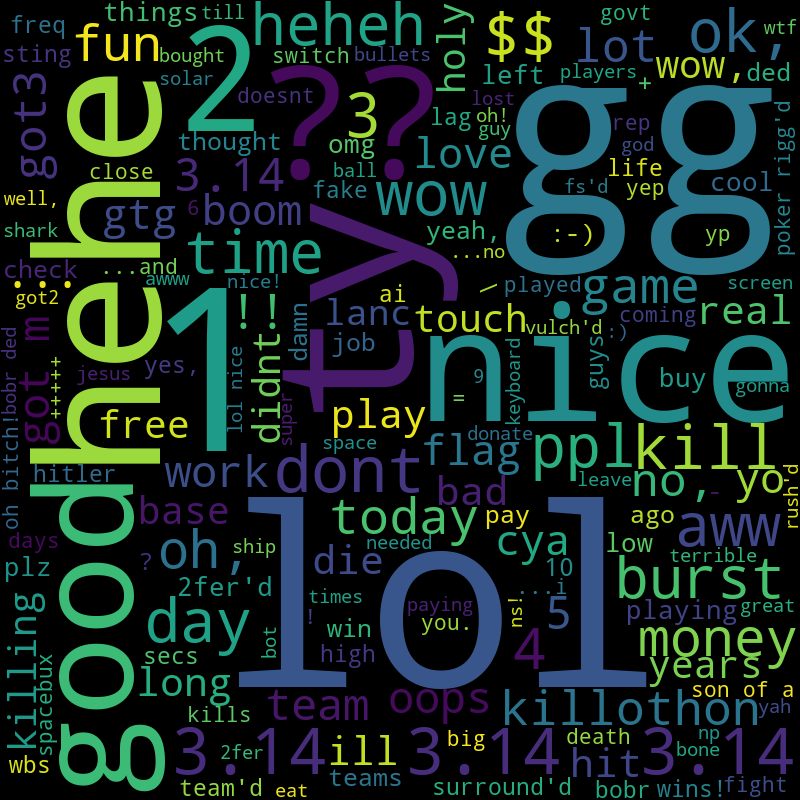 freq
things
till
heheh
$$
govt
ok,
wtf
sting
fun
bought
2
switch
bullets
holy
lot
solar
??
left
players
wow,
ded
+
doesnt
3
lost
got3
hehe
thought
omg
lag
oh!
guy
gg
rep
god
poker rigg'd
close
3.14
ball
love
life
well,
fake
wow
fs'd
yep
cool
gtg
6
boom
shark
yeah,
:-)
yp
time
ty
...no
check
...and
...
awww
nice!
ai
\
played
game
screen
got2
1
!!
damn
lanc
touch
vulch'd
guys
:)
coming
real
job
nice
got m
+++++
jesus
yes,
lol nice
didnt
super
keyboard
9
=
buy
gonna
bobr ded
free
play
space
donate
flag
ppl
kill
oh bitch!
good
hitler
work
dont
bad
leave
no,
-
yo
rush'd
days
base
today
pay
ago
aww
?
oh,
ship
needed
cya
low
terrible
plz
die
lol
10
burst
2fer'd
...i
killing
day
times
paying
you.
ns!
5
playing
great
!
win
bot
high
4
money
secs
years
spacebux
long
team
oops
son of a
kills
killothon
yah
3.14
3.14
3.14
wbs
2fer
ill
big
death
np
bone
hit
teams
team'd
eat
surround'd
bobr
wins!
fight